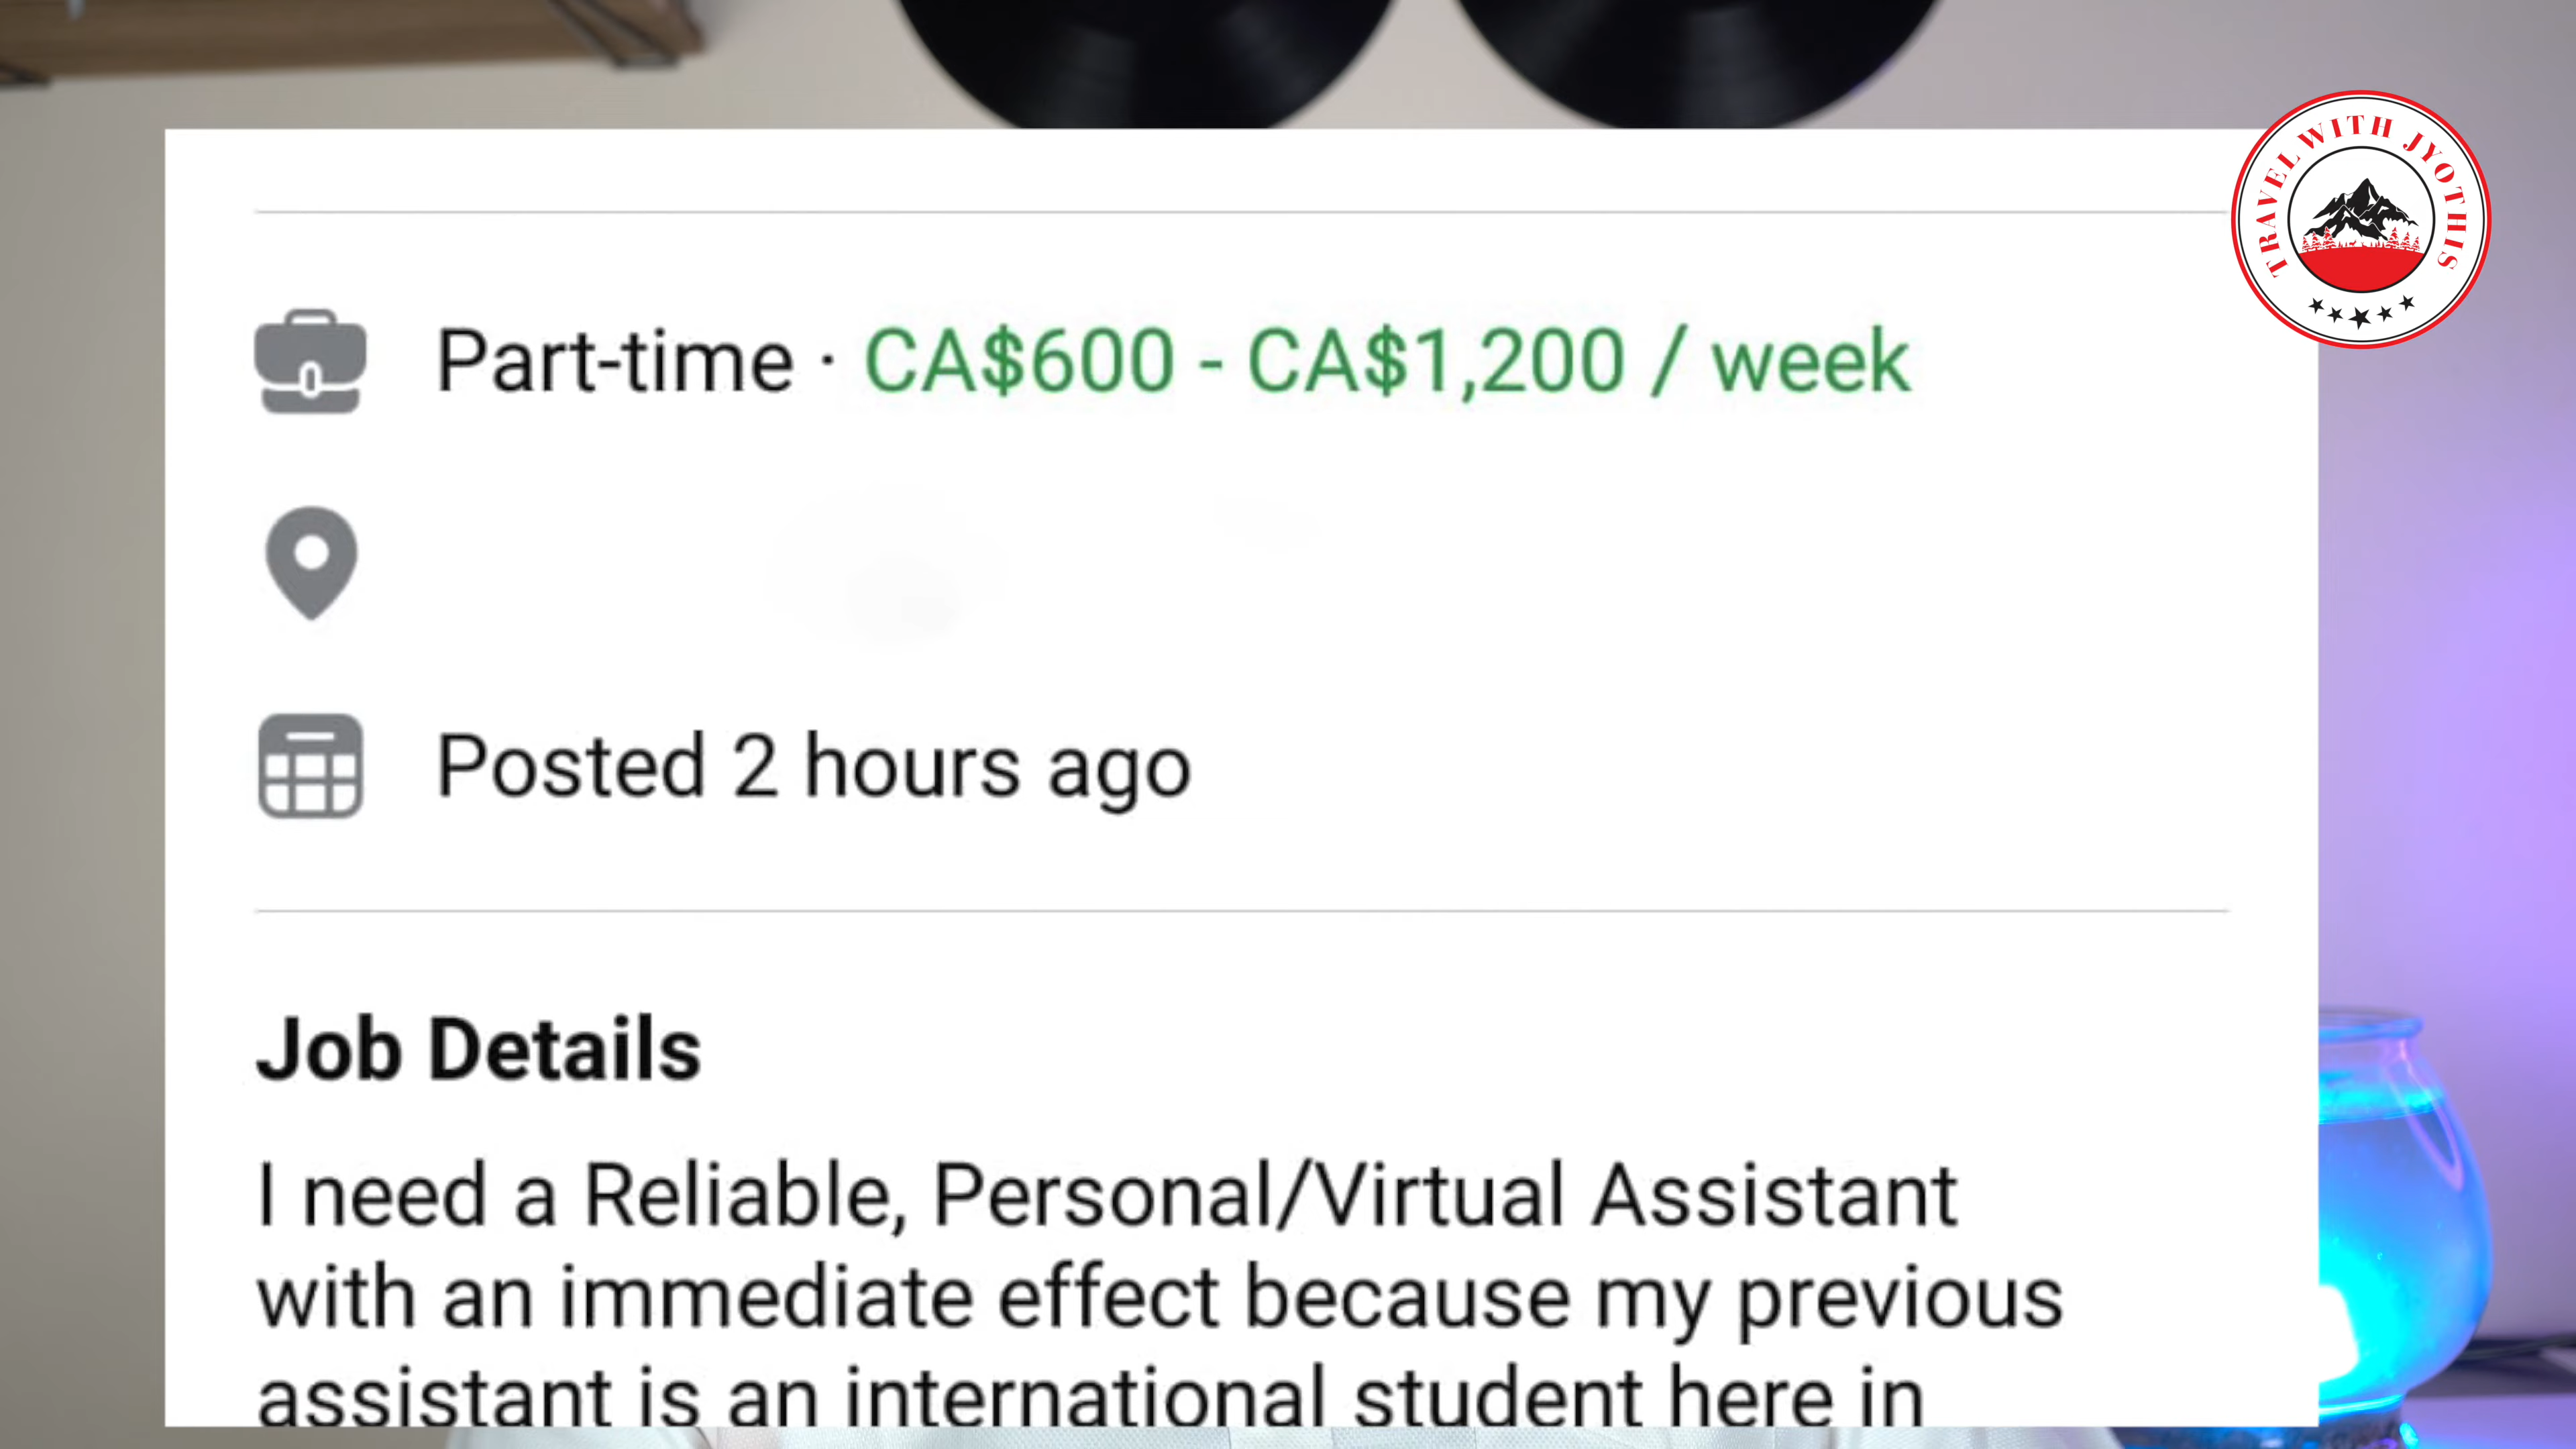 TRAVEL WITH JYOTHIS
Part-time · CA$600 - CA$1,200 / week
Posted 2 hours ago
Job Details
I need a Reliable, Personal/Virtual Assistant
with an immediate effect because my previous
assistant is an international student here in